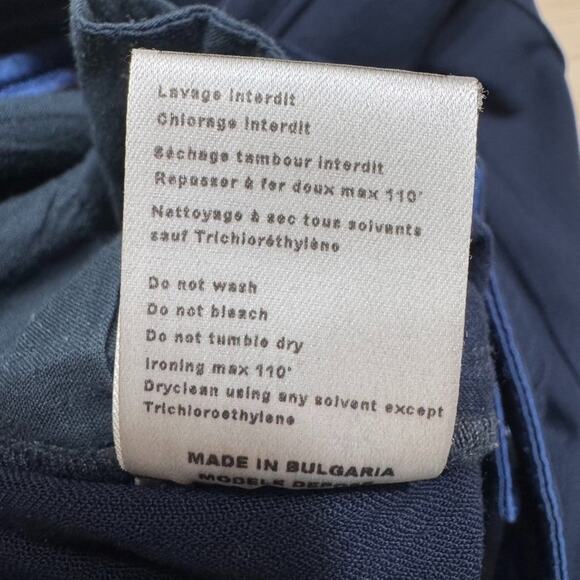 Lavage interdit
Chlorage interdit
Séchage tambour interdit
Repasser à fer doux max 110°
Nettoyage à sec tous solvants
sauf Trichloréthylène
Do not wash
Do not bleach
Do not tumble dry
Ironing max 110°
Dryclean using any solvent except
Trichloroethylene
MADE IN BULGARIA
MODELE